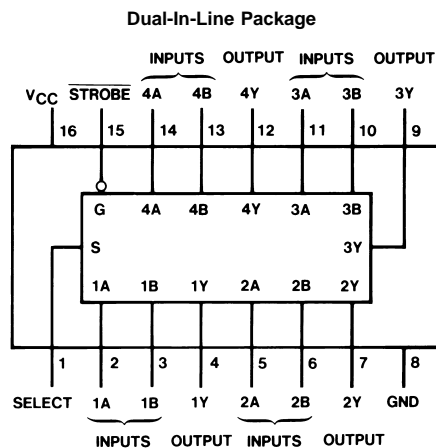 Dual-In-Line Package
INPUTS OUTPUT INPUTS OUTPUT
VCC STROBE 4A 4B 4Y 3A 3B 3Y
16 15 14 13 12 11 10 9
G 4A 4B 4Y 3A 3B
S 3Y
1A 1B 1Y 2A 2B 2Y
1 2 3 4 5 6 7 8
SELECT 1A 1B 1Y 2A 2B 2Y GND
INPUTS OUTPUT INPUTS OUTPUT